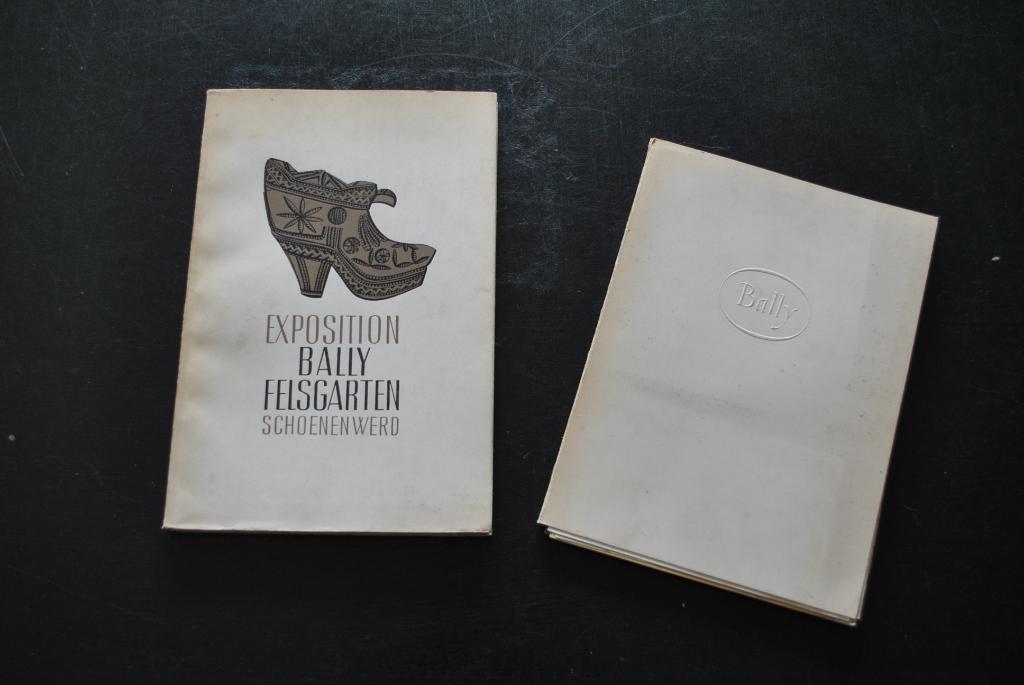 EXPOSITION
BALLY
FELSGARTEN
SCHOENENWERD
Bally